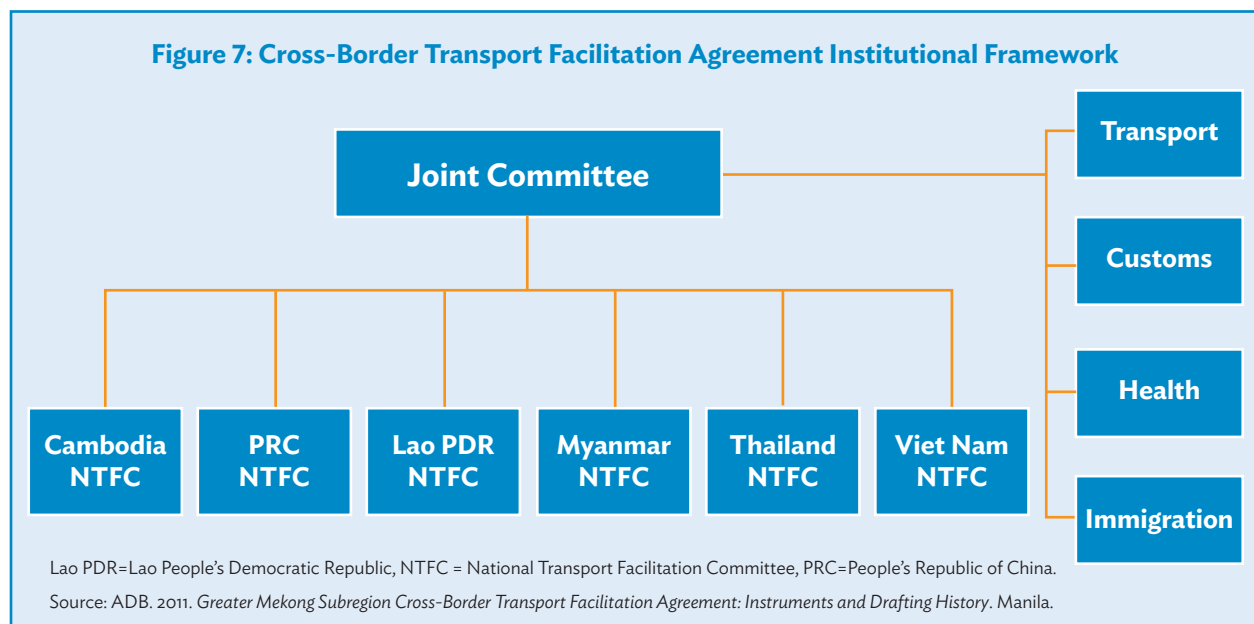 Figure 7: Cross-Border Transport Facilitation Agreement Institutional Framework
Joint Committee
Transport
Customs
Health
Immigration
Cambodia
NTFC
PRC
NTFC
Lao PDR
NTFC
Myanmar
NTFC
Thailand
NTFC
Viet Nam
NTFC
Lao PDR=Lao People’s Democratic Republic, NTFC = National Transport Facilitation Committee, PRC=People’s Republic of China.
Source: ADB. 2011. Greater Mekong Subregion Cross-Border Transport Facilitation Agreement: Instruments and Drafting History. Manila.